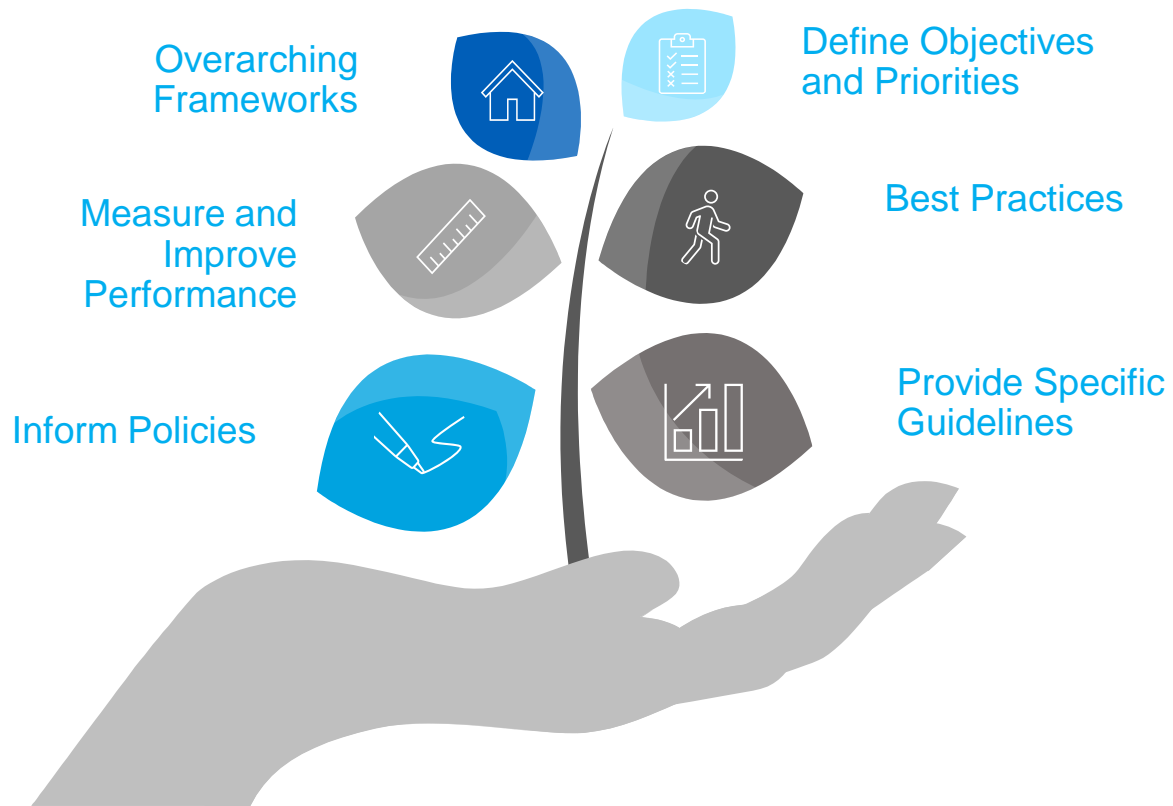 Overarching
Frameworks
Define Objectives
and Priorities
Measure and
Improve
Performance
Best Practices
Inform Policies
Provide Specific
Guidelines